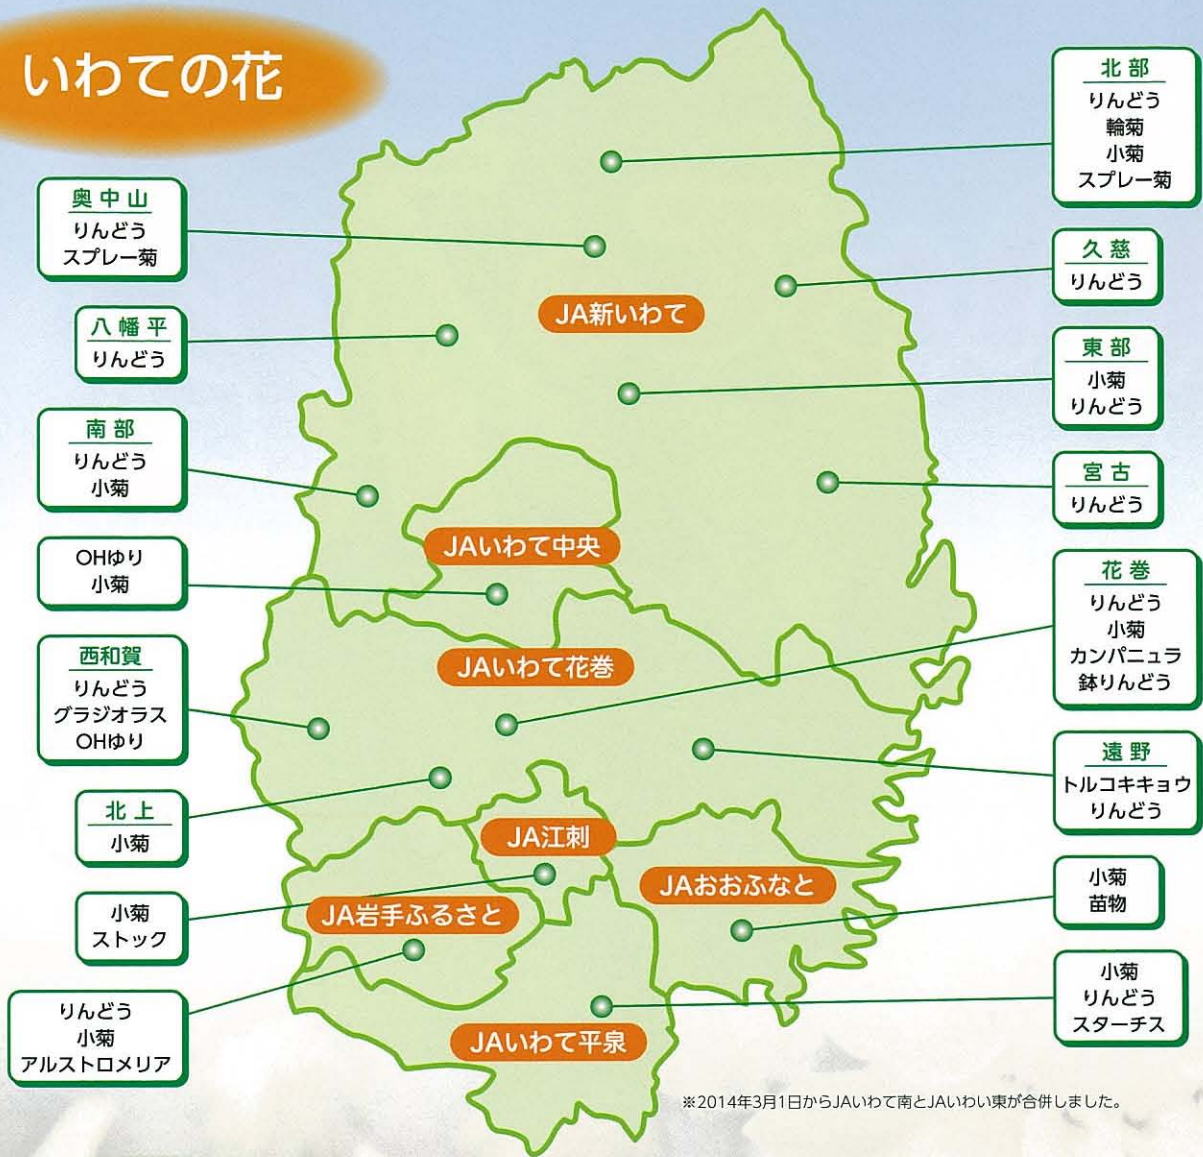 いわての花
奥中山
りんどう
スプレー菊
八幡平
りんどう
南部
りんどう
小菊
OHゆり
小菊
西和賀
りんどう
グラジオラス
OHゆり
北上
小菊
小菊
ストック
りんどう
小菊
アルストロメリア
JA新いわて
JAいわて中央
JAいわて花巻
JA江刺
JAおおふなと
JA岩手ふるさと
JAいわて平泉
北部
りんどう
輪菊
小菊
スプレー菊
久慈
りんどう
東部
小菊
りんどう
宮古
りんどう
花巻
りんどう
小菊
カンパニュラ
鉢りんどう
遠野
トルコキキョウ
りんどう
小菊
苗物
小菊
りんどう
スターチス
※2014年3月1日からJAいわて南とJAいわい東が合併しました。